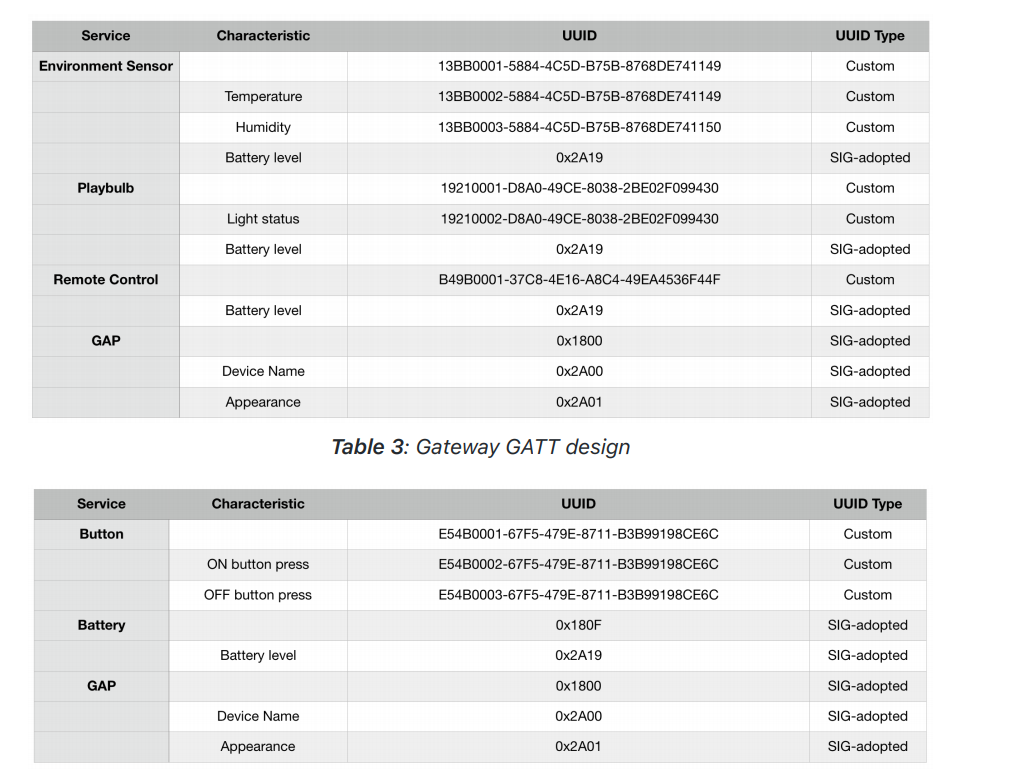 Service Characteristic UUID UUID Type
Environment Sensor 13BB0001-5884-4C5D-B75B-8768DE741149 Custom
Temperature 13BB0002-5884-4C5D-B75B-8768DE741149 Custom
Humidity 13BB0003-5884-4C5D-B75B-8768DE741150 Custom
Battery level 0x2A19 SIG-adopted
Playbulb 19210001-D8A0-49CE-8038-2BE02F099430 Custom
Light status 19210002-D8A0-49CE-8038-2BE02F099430 Custom
Battery level 0x2A19 SIG-adopted
Remote Control B49B0001-37C8-4E16-A8C4-49EA4536F44F Custom
Battery level 0x2A19 SIG-adopted
GAP 0x1800 SIG-adopted
Device Name 0x2A00 SIG-adopted
Appearance 0x2A01 SIG-adopted
Table 3: Gateway GATT design
Service Characteristic UUID UUID Type
Button E54B0001-67F5-479E-8711-B3B99198CE6C Custom
ON button press E54B0002-67F5-479E-8711-B3B99198CE6C Custom
OFF button press E54B0003-67F5-479E-8711-B3B99198CE6C Custom
Battery 0x180F SIG-adopted
Battery level 0x2A19 SIG-adopted
GAP 0x1800 SIG-adopted
Device Name 0x2A00 SIG-adopted
Appearance 0x2A01 SIG-adopted